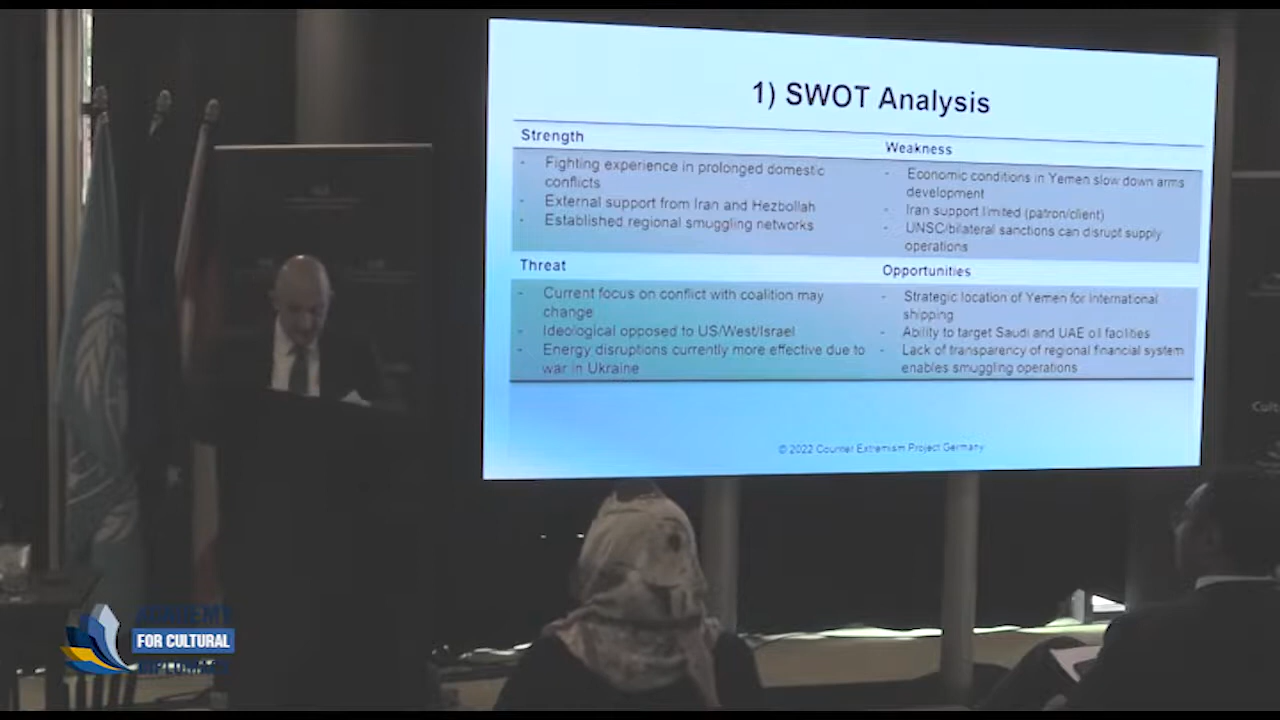 1) SWOT Analysis
Strength
- Fighting experience in prolonged domestic
conflicts
- External support from Iran and Hezbollah
- Established regional smuggling networks
Weakness
- Economic conditions in Yemen slow down arms
development
- Iran support limited (patron/client)
- UNSC/bilateral sanctions can disrupt supply
operations
Threat
- Current focus on conflict with coalition may
change
- Ideological opposed to US/West/Israel
- Energy disruptions currently more effective due to
war in Ukraine
Opportunities
- Strategic location of Yemen for International
shipping
- Ability to target Saudi and UAE oil facilities
- Lack of transparency of regional financial system
enables smuggling operations
© 2022 Counter Extremism Project Germany
ACADEMY
FOR CULTURAL
DIPLOMACY